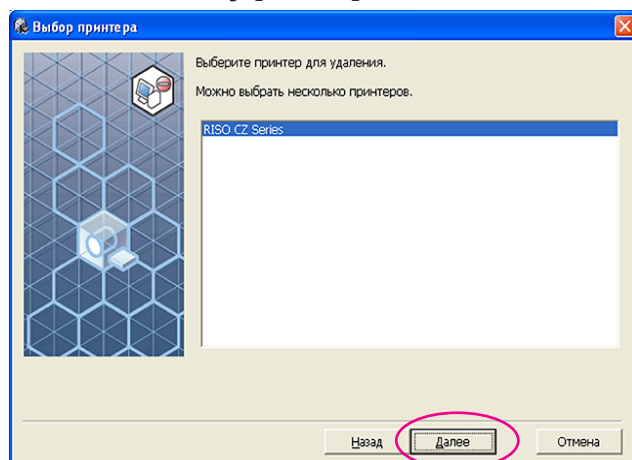 Выбор принтера
Выберите принтер для удаления.
Можно выбрать несколько принтеров.
RISO CZ Series
Назад
Далее
Отмена